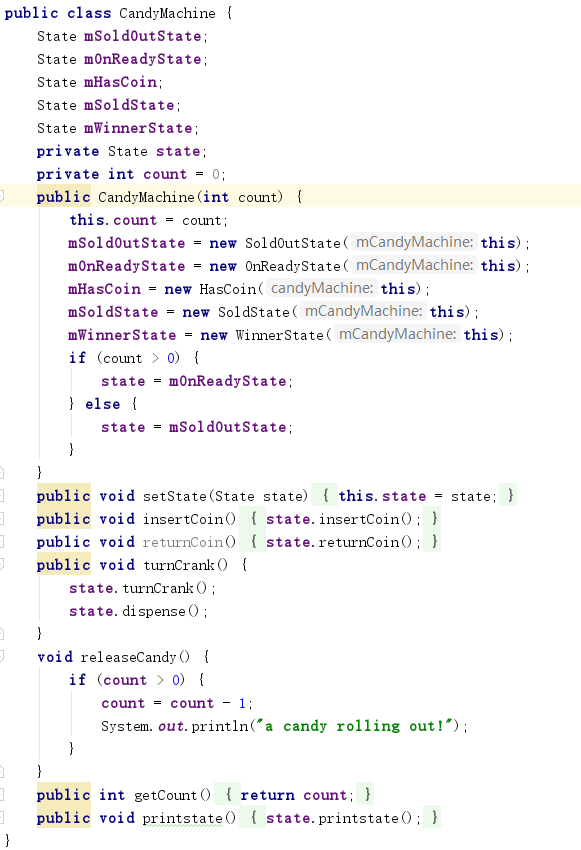 public class CandyMachine {
    State mSoldOutState;
    State mOnReadyState;
    State mHasCoin;
    State mSoldState;
    State mWinnerState;
    private State state;
    private int count = 0;
    public CandyMachine(int count) {
        this.count = count;
        mSoldOutState = new SoldOutState( mCandyMachine: this);
        mOnReadyState = new OnReadyState( mCandyMachine: this);
        mHasCoin = new HasCoin( candyMachine: this);
        mSoldState = new SoldState( mCandyMachine: this);
        mWinnerState = new WinnerState( mCandyMachine: this);
        if (count > 0) {
            state = mOnReadyState;
        } else {
            state = mSoldOutState;
        }
    }
    public void setState(State state) { this.state = state; }
    public void insertCoin() { state.insertCoin(); }
    public void returnCoin() { state.returnCoin(); }
    public void turnCrank() {
        state.turnCrank();
        state.dispense();
    }
    void releaseCandy() {
        if (count > 0) {
            count = count - 1;
            System.out.println("a candy rolling out!");
        }
    }
    public int getCount() { return count; }
    public void printstate() { state.printstate(); }
}